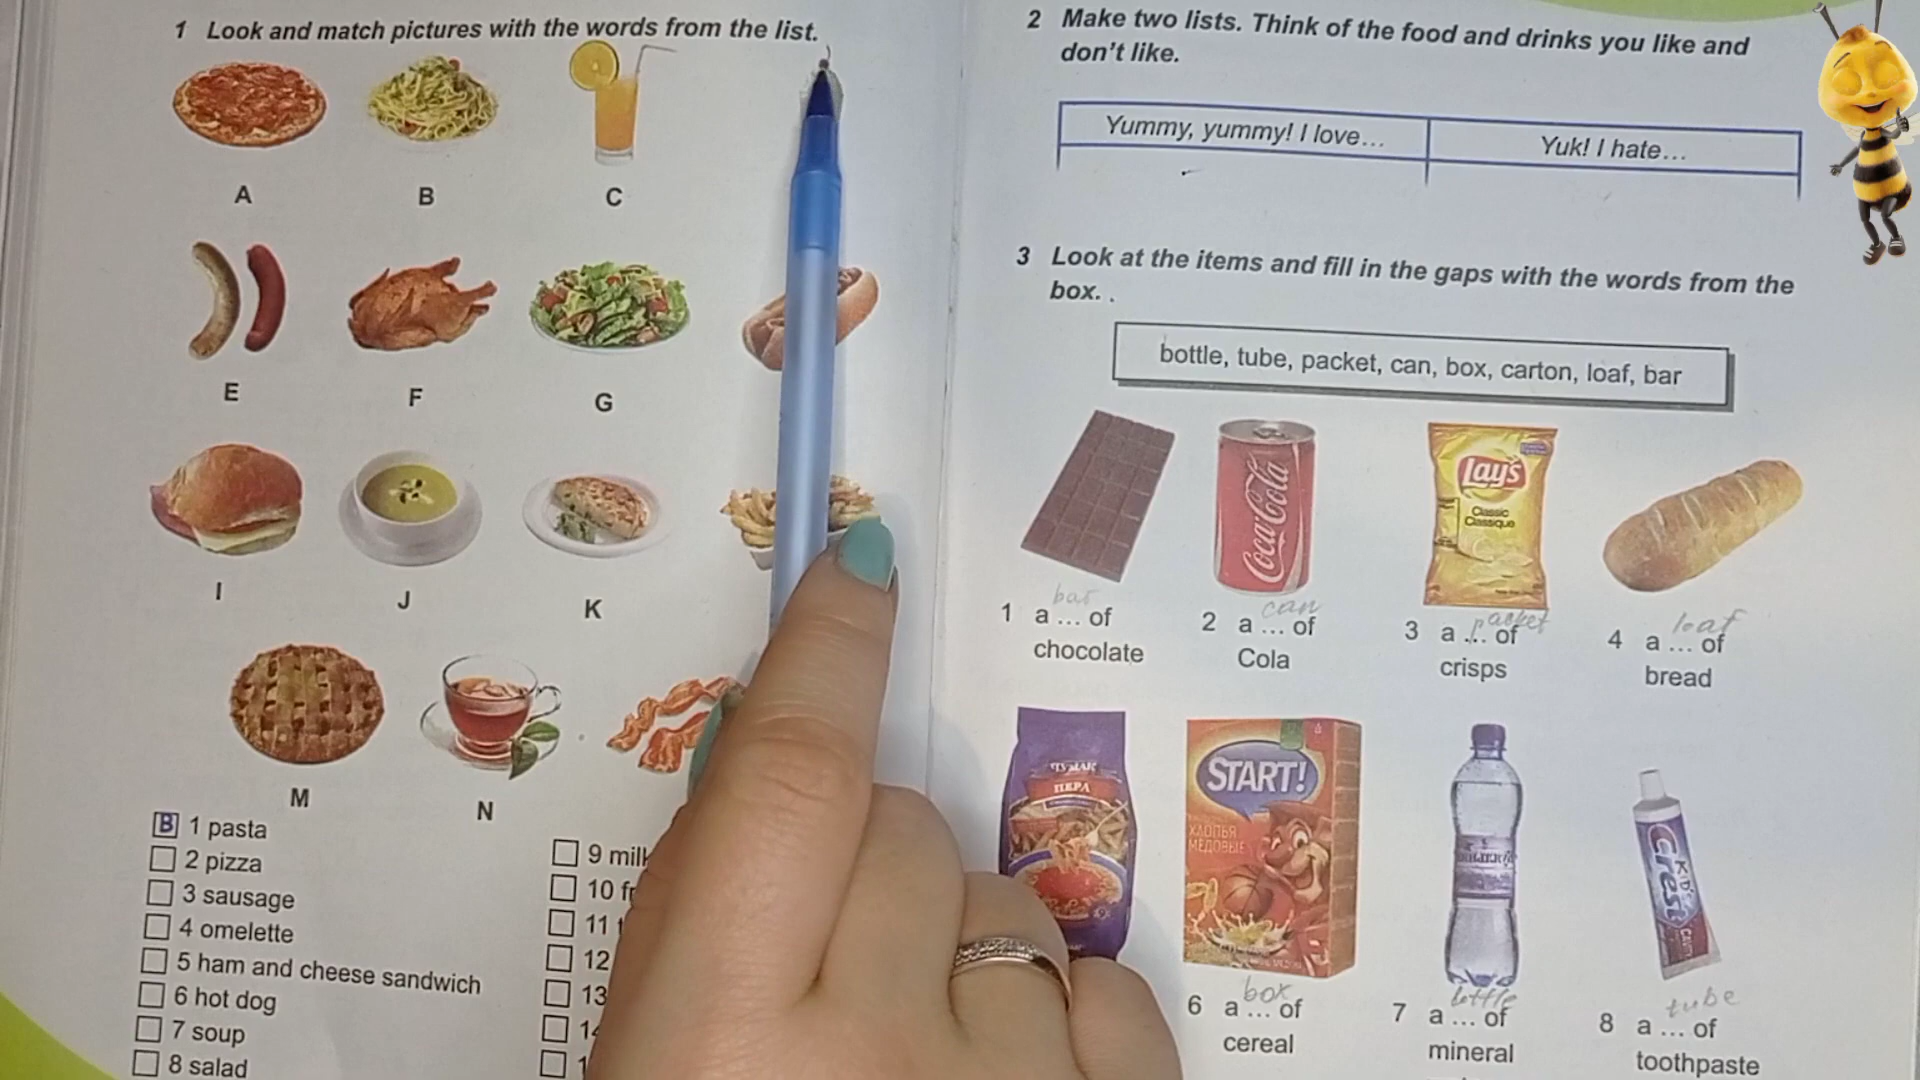 1 Look and match pictures with the words from the list.
A B C
E F G
I J K
M N
B 1 pasta
2 pizza
3 sausage
4 omelette
5 ham and cheese sandwich
6 hot dog
7 soup
8 salad
9
10
11
12
13
2 Make two lists. Think of the food and drinks you like and
don't like.
Yummy, yummy! I love... Yuk! I hate...
3 Look at the items and fill in the gaps with the words from the
box. .
bottle, tube, packet, can, box, carton, loaf, bar
Coca-Cola
Lay's
Classic
Classique
bar
1 a ... of
chocolate
can
2 a ... of
Cola
packet
3 a ... of
crisps
loaf
4 a ... of
bread
ЧУМАК
ПЕРА
START!
ХЛОПЬЯ
МЕДОВЫЕ
KID'S
Crest
box
6 a ... of
cereal
bottle
7 a ... of
mineral
tube
8 a ... of
toothpaste